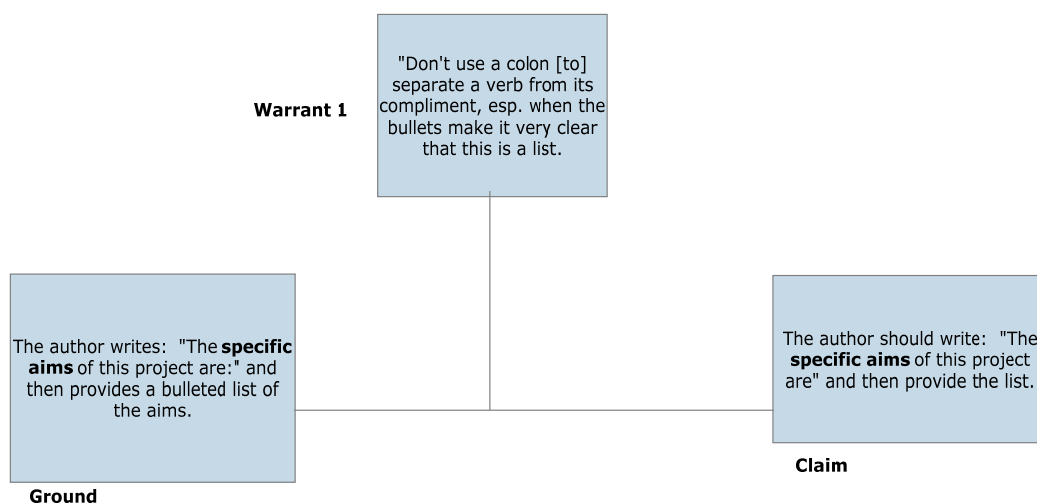 "Don't use a colon [to]
separate a verb from its
compliment, esp. when the
bullets make it very clear
that this is a list.
Warrant 1
The author writes:  "The specific
aims of this project are:" and
then provides a bulleted list of
the aims.
Ground
The author should write:  "The
specific aims of this project
are" and then provide the list.
Claim